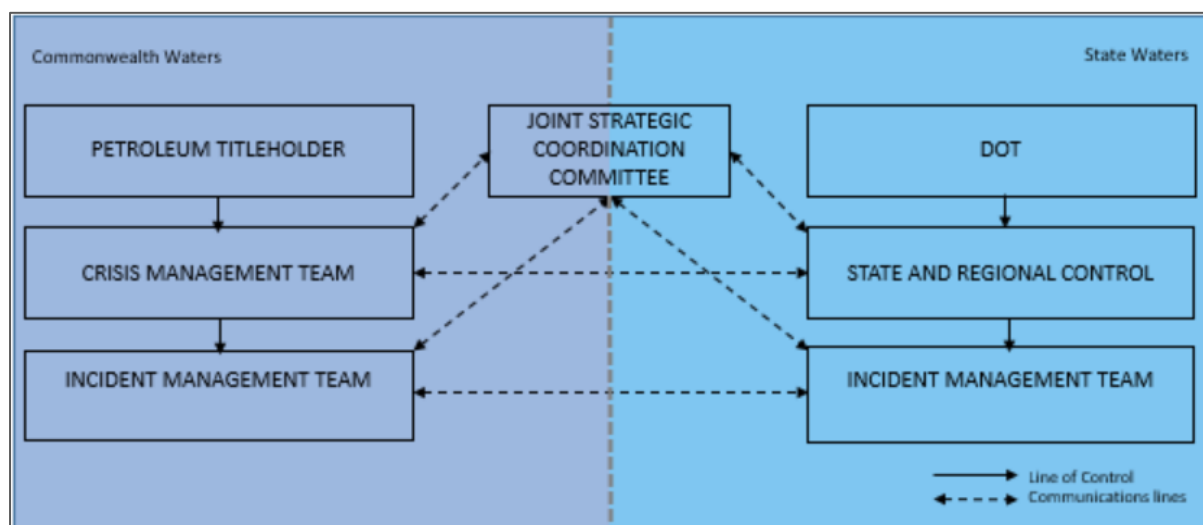 Commonwealth Waters
State Waters
PETROLEUM TITLEHOLDER
JOINT STRATEGIC
COORDINATION
COMMITTEE
DOT
CRISIS MANAGEMENT TEAM
STATE AND REGIONAL CONTROL
INCIDENT MANAGEMENT TEAM
INCIDENT MANAGEMENT TEAM
Line of Control
Communications lines